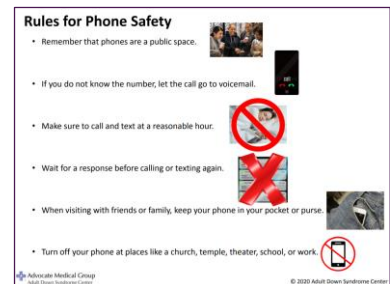 Rules for Phone Safety
• Remember that phones are a public space.
• If you do not know the number, let the call go to voicemail.
• Make sure to call and text at a reasonable hour.
• Wait for a response before calling or texting again.
• When visiting with friends or family, keep your phone in your pocket or purse.
• Turn off your phone at places like a church, temple, theater, school, or work.
Advocate Medical Group
Adult Down Syndrome Center
© 2020 Adult Down Syndrome Center